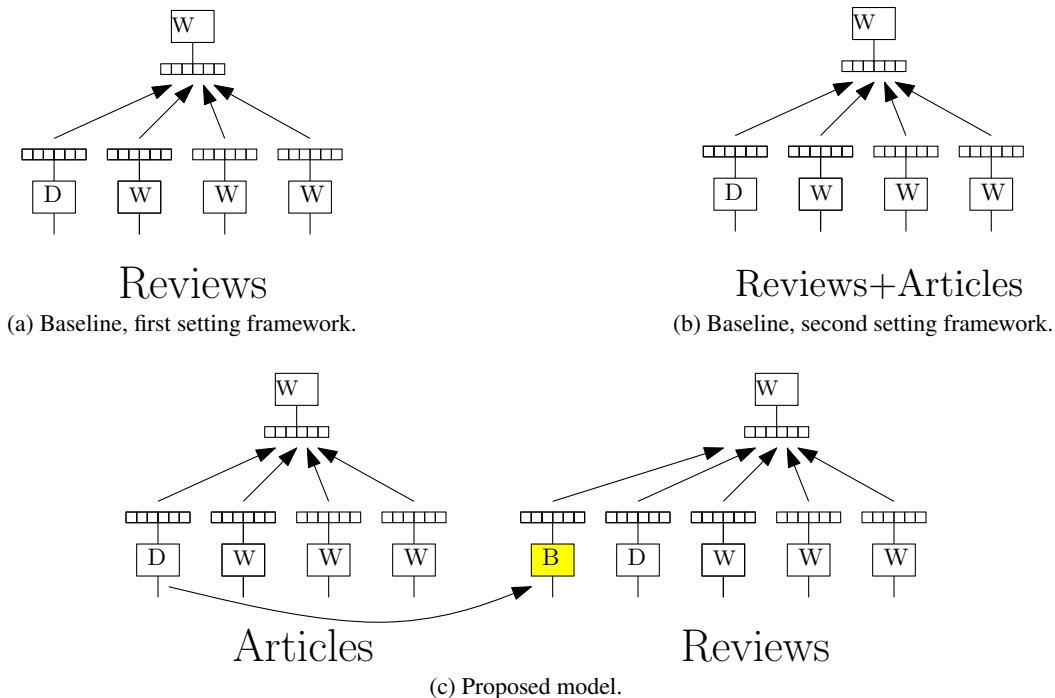 W W
D W W W D W W W
Reviews Reviews+Articles
(a) Baseline, first setting framework. (b) Baseline, second setting framework.
W W
D W W W B D W W W
Articles Reviews
(c) Proposed model.